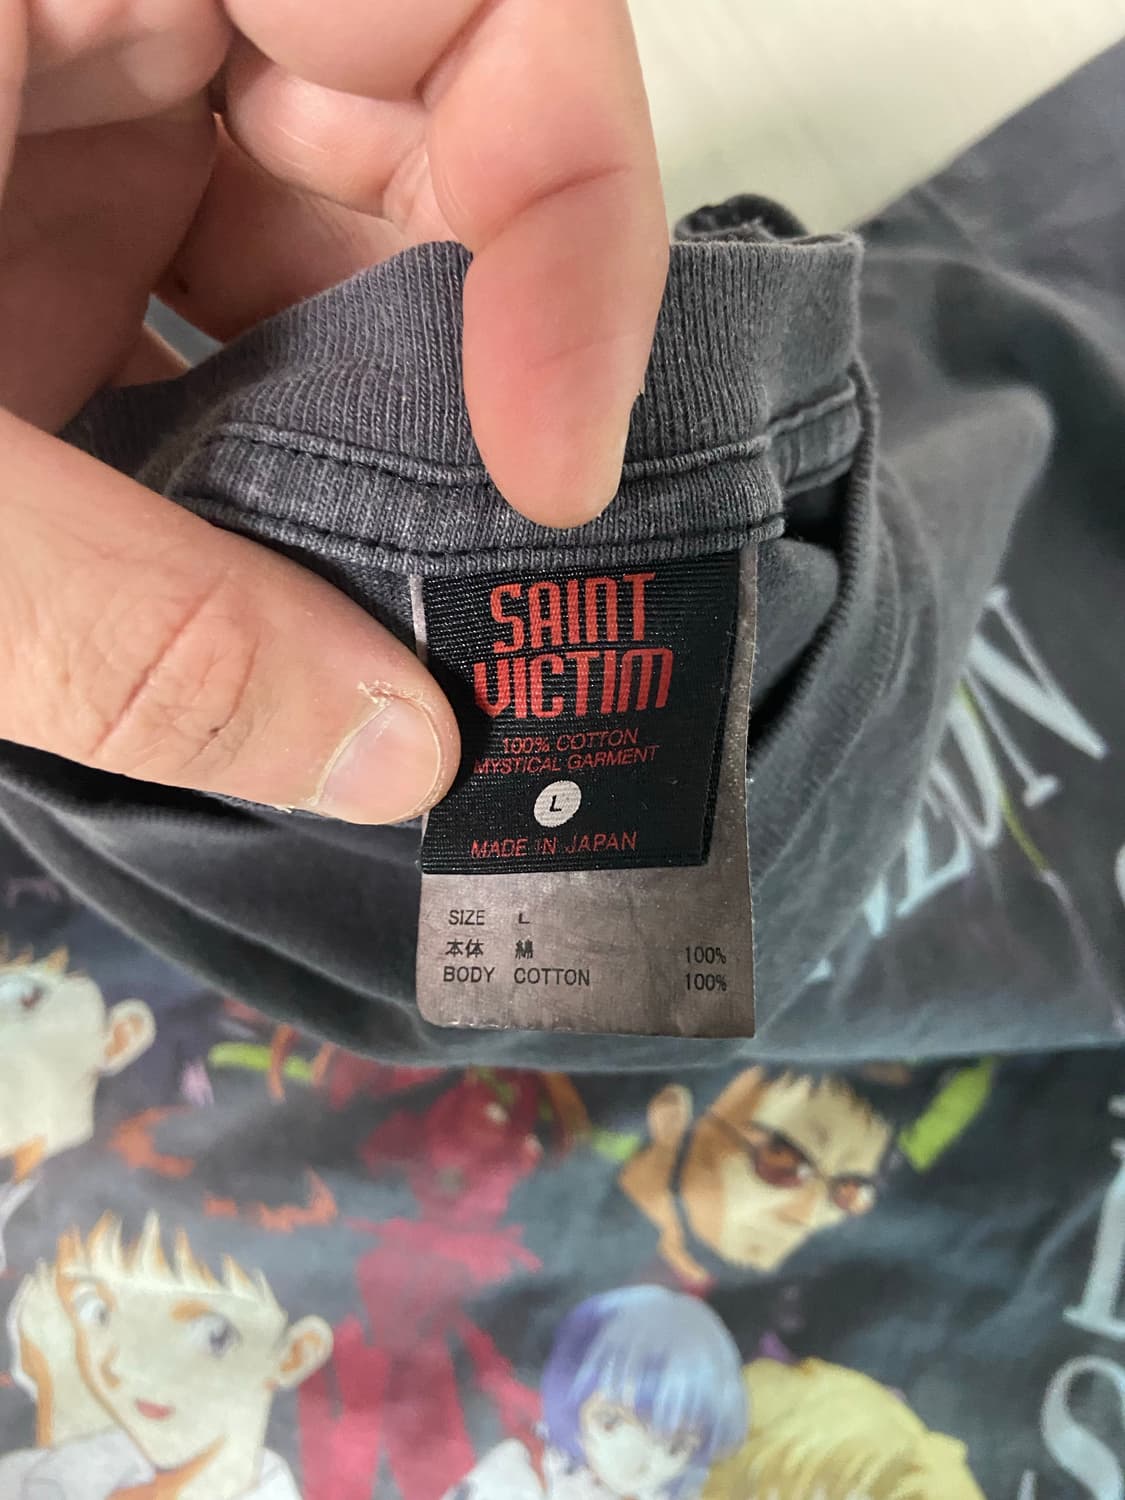 SAINT
VICTIM
100% COTTON
MYSTICAL GARMENT
L
MADE IN JAPAN
SIZE L
本体 綿 100%
BODY COTTON 100%